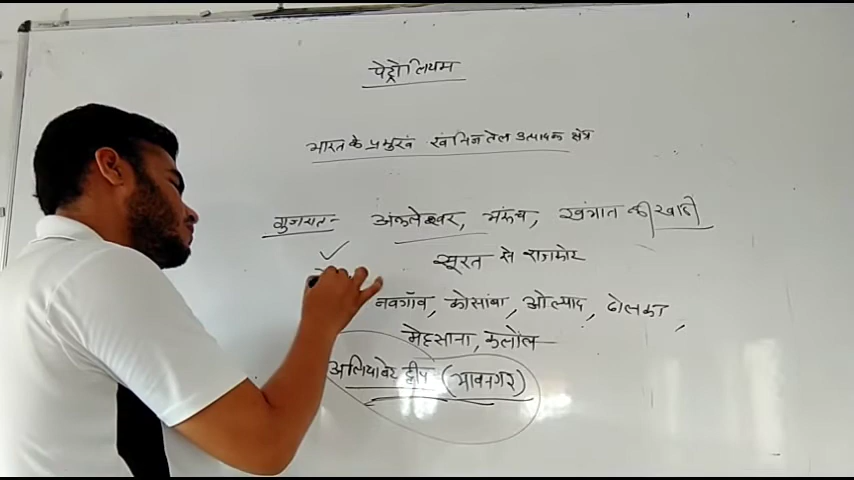 पेट्रोलियम
भारत के प्रमुख खनिज तेल उत्पादक क्षेत्र
गुजरात:- अंकलेश्वर, भरूच, खंभात की खाड़ी
सूरत से राजकोट
नवगाँव, कोसांबा, ओल्पाद, ढोलका,
मेहसाना, कलोल
अलियाबेट द्वीप (भावनगर)